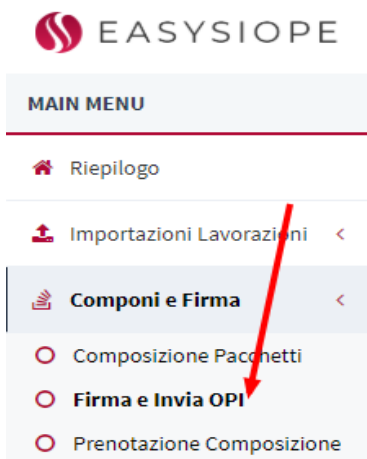 EASYSIOPE
MAIN MENU
Riepilogo
Importazioni Lavorazioni
Componi e Firma
Composizione Pacchetti
Firma e Invia OPI
Prenotazione Composizione